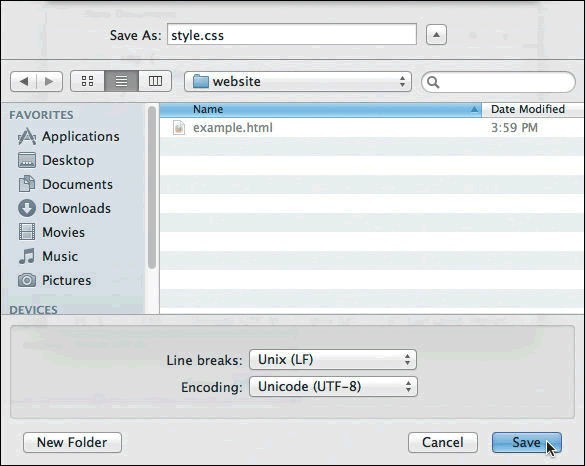 Save As: style.css
website
FAVORITES
Name Date Modified
Applications
example.html 3:59 PM
Desktop
Documents
Downloads
Movies
Music
Pictures
DEVICES
Line breaks: Unix (LF)
Encoding: Unicode (UTF-8)
New Folder Cancel Save